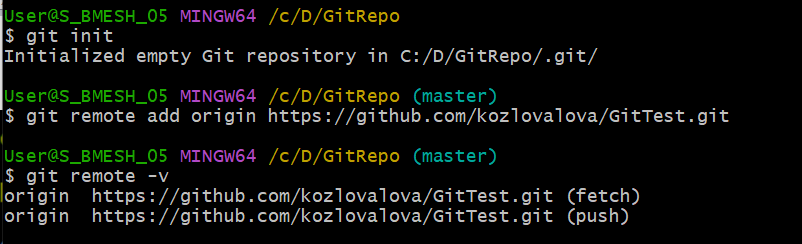 User@S_BMESH_05 MINGW64 /c/D/GitRepo
$ git init
Initialized empty Git repository in C:/D/GitRepo/.git/
User@S_BMESH_05 MINGW64 /c/D/GitRepo (master)
$ git remote add origin https://github.com/kozlovalova/GitTest.git
User@S_BMESH_05 MINGW64 /c/D/GitRepo (master)
$ git remote -v
origin  https://github.com/kozlovalova/GitTest.git (fetch)
origin  https://github.com/kozlovalova/GitTest.git (push)